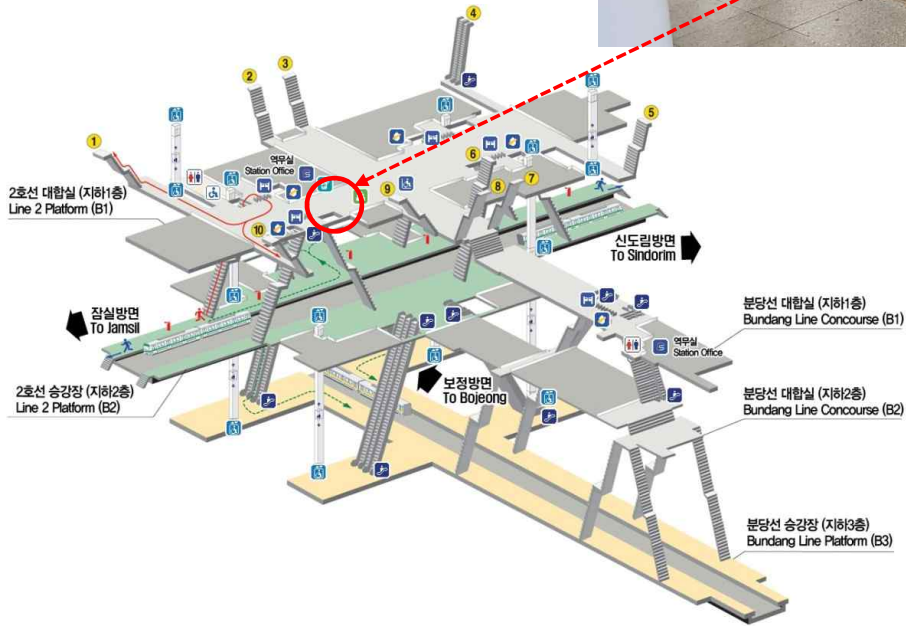 4
3
2
5
1
6
역무실
Station Office
7
8
9
2호선 대합실 (지하1층)
Line 2 Platform (B1)
10
신도림방면
To Sindorim
분당선 대합실 (지하1층)
Bundang Line Concourse (B1)
잠실방면
To Jamsil
역무실
Station Office
2호선 승강장 (지하2층)
Line 2 Platform (B2)
보정방면
To Bojeong
분당선 대합실 (지하2층)
Bundang Line Concourse (B2)
분당선 승강장 (지하3층)
Bundang Line Platform (B3)